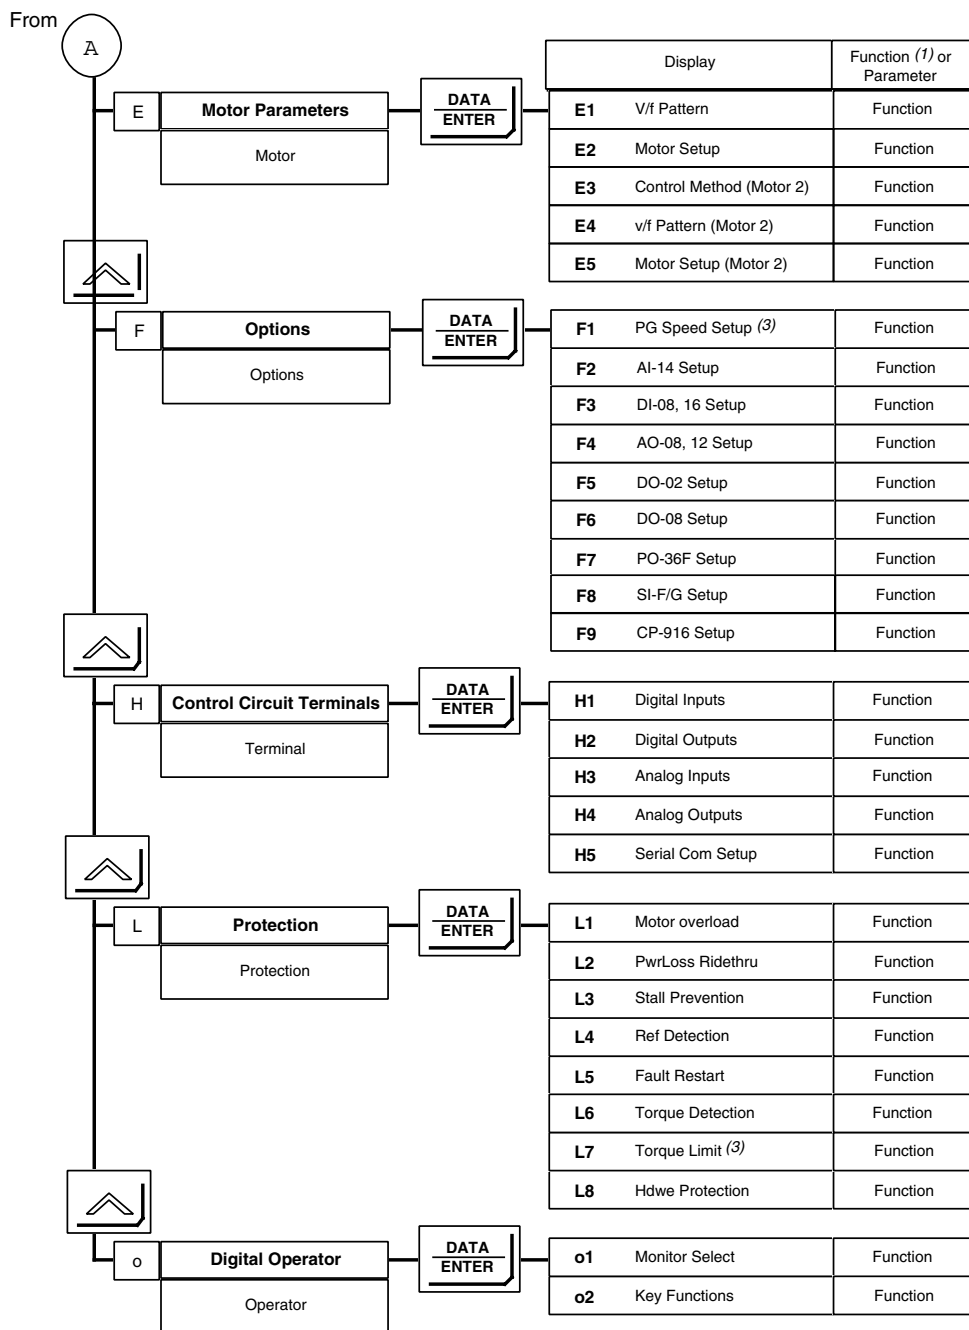 From
A
Display
Function (1) or
Parameter
E
Motor Parameters
Motor
DATA
ENTER
E1 V/f Pattern Function
E2 Motor Setup Function
E3 Control Method (Motor 2) Function
E4 v/f Pattern (Motor 2) Function
E5 Motor Setup (Motor 2) Function
F
Options
Options
DATA
ENTER
F1 PG Speed Setup (3) Function
F2 AI-14 Setup Function
F3 DI-08, 16 Setup Function
F4 AO-08, 12 Setup Function
F5 DO-02 Setup Function
F6 DO-08 Setup Function
F7 PO-36F Setup Function
F8 SI-F/G Setup Function
F9 CP-916 Setup Function
H
Control Circuit Terminals
Terminal
DATA
ENTER
H1 Digital Inputs Function
H2 Digital Outputs Function
H3 Analog Inputs Function
H4 Analog Outputs Function
H5 Serial Com Setup Function
L
Protection
Protection
DATA
ENTER
L1 Motor overload Function
L2 PwrLoss Ridethru Function
L3 Stall Prevention Function
L4 Ref Detection Function
L5 Fault Restart Function
L6 Torque Detection Function
L7 Torque Limit (3) Function
L8 Hdwe Protection Function
o
Digital Operator
Operator
DATA
ENTER
o1 Monitor Select Function
o2 Key Functions Function